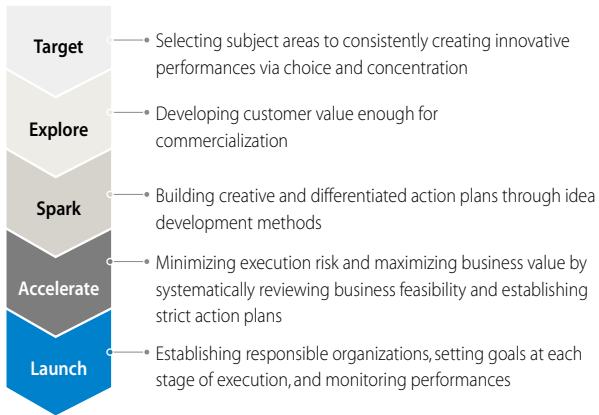 Target
Selecting subject areas to consistently creating innovative
performances via choice and concentration
Explore
Developing customer value enough for
commercialization
Spark
Building creative and differentiated action plans through idea
development methods
Accelerate
Minimizing execution risk and maximizing business value by
systematically reviewing business feasibility and establishing
strict action plans
Launch
Establishing responsible organizations, setting goals at each
stage of execution, and monitoring performances